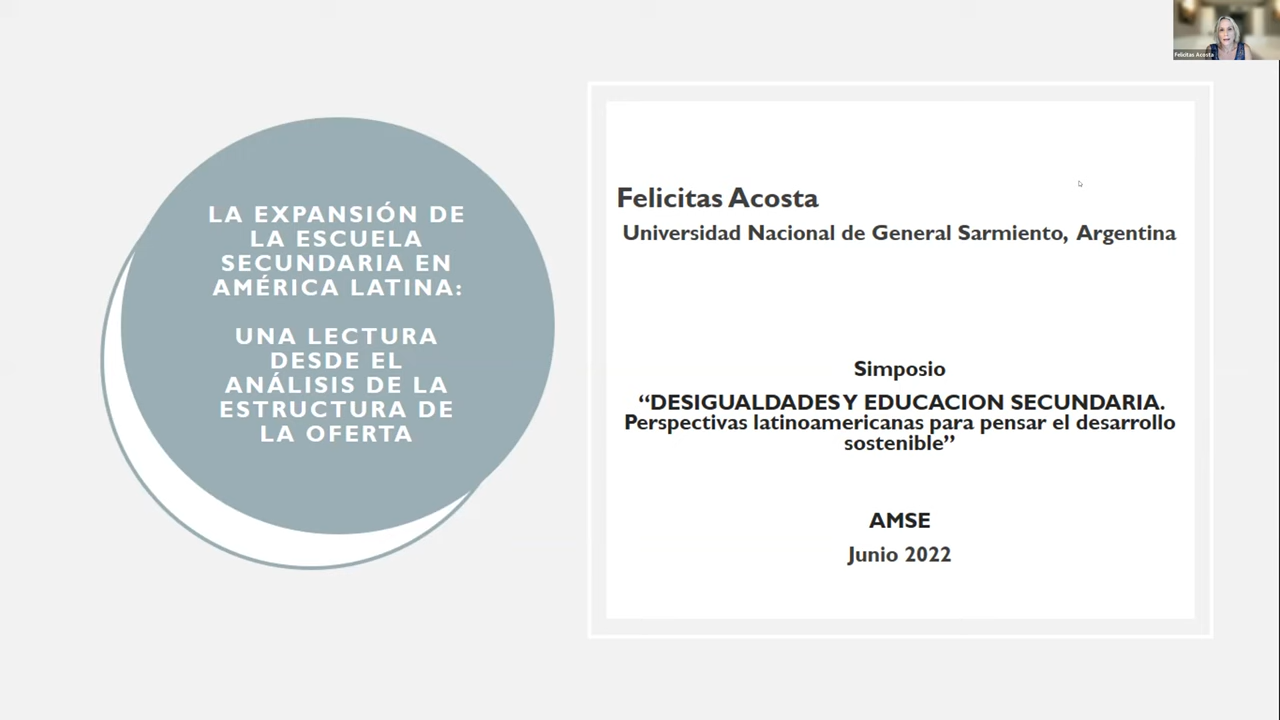 LA EXPANSIÓN DE
LA ESCUELA
SECUNDARIA EN
AMÉRICA LATINA:
UNA LECTURA
DESDE EL
ANÁLISIS DE LA
ESTRUCTURA DE
LA OFERTA
Felicitas Acosta
Universidad Nacional de General Sarmiento, Argentina
Simposio
“DESIGUALDADES Y EDUCACION SECUNDARIA.
Perspectivas latinoamericanas para pensar el desarrollo
sostenible”
AMSE
Junio 2022
Felicitas Acosta